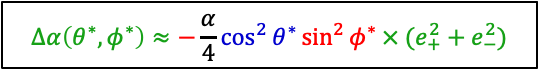 Δα(θ*, ϕ*) ≈ − α/4 cos² θ* sin² ϕ* × (e₊² + e₋²)